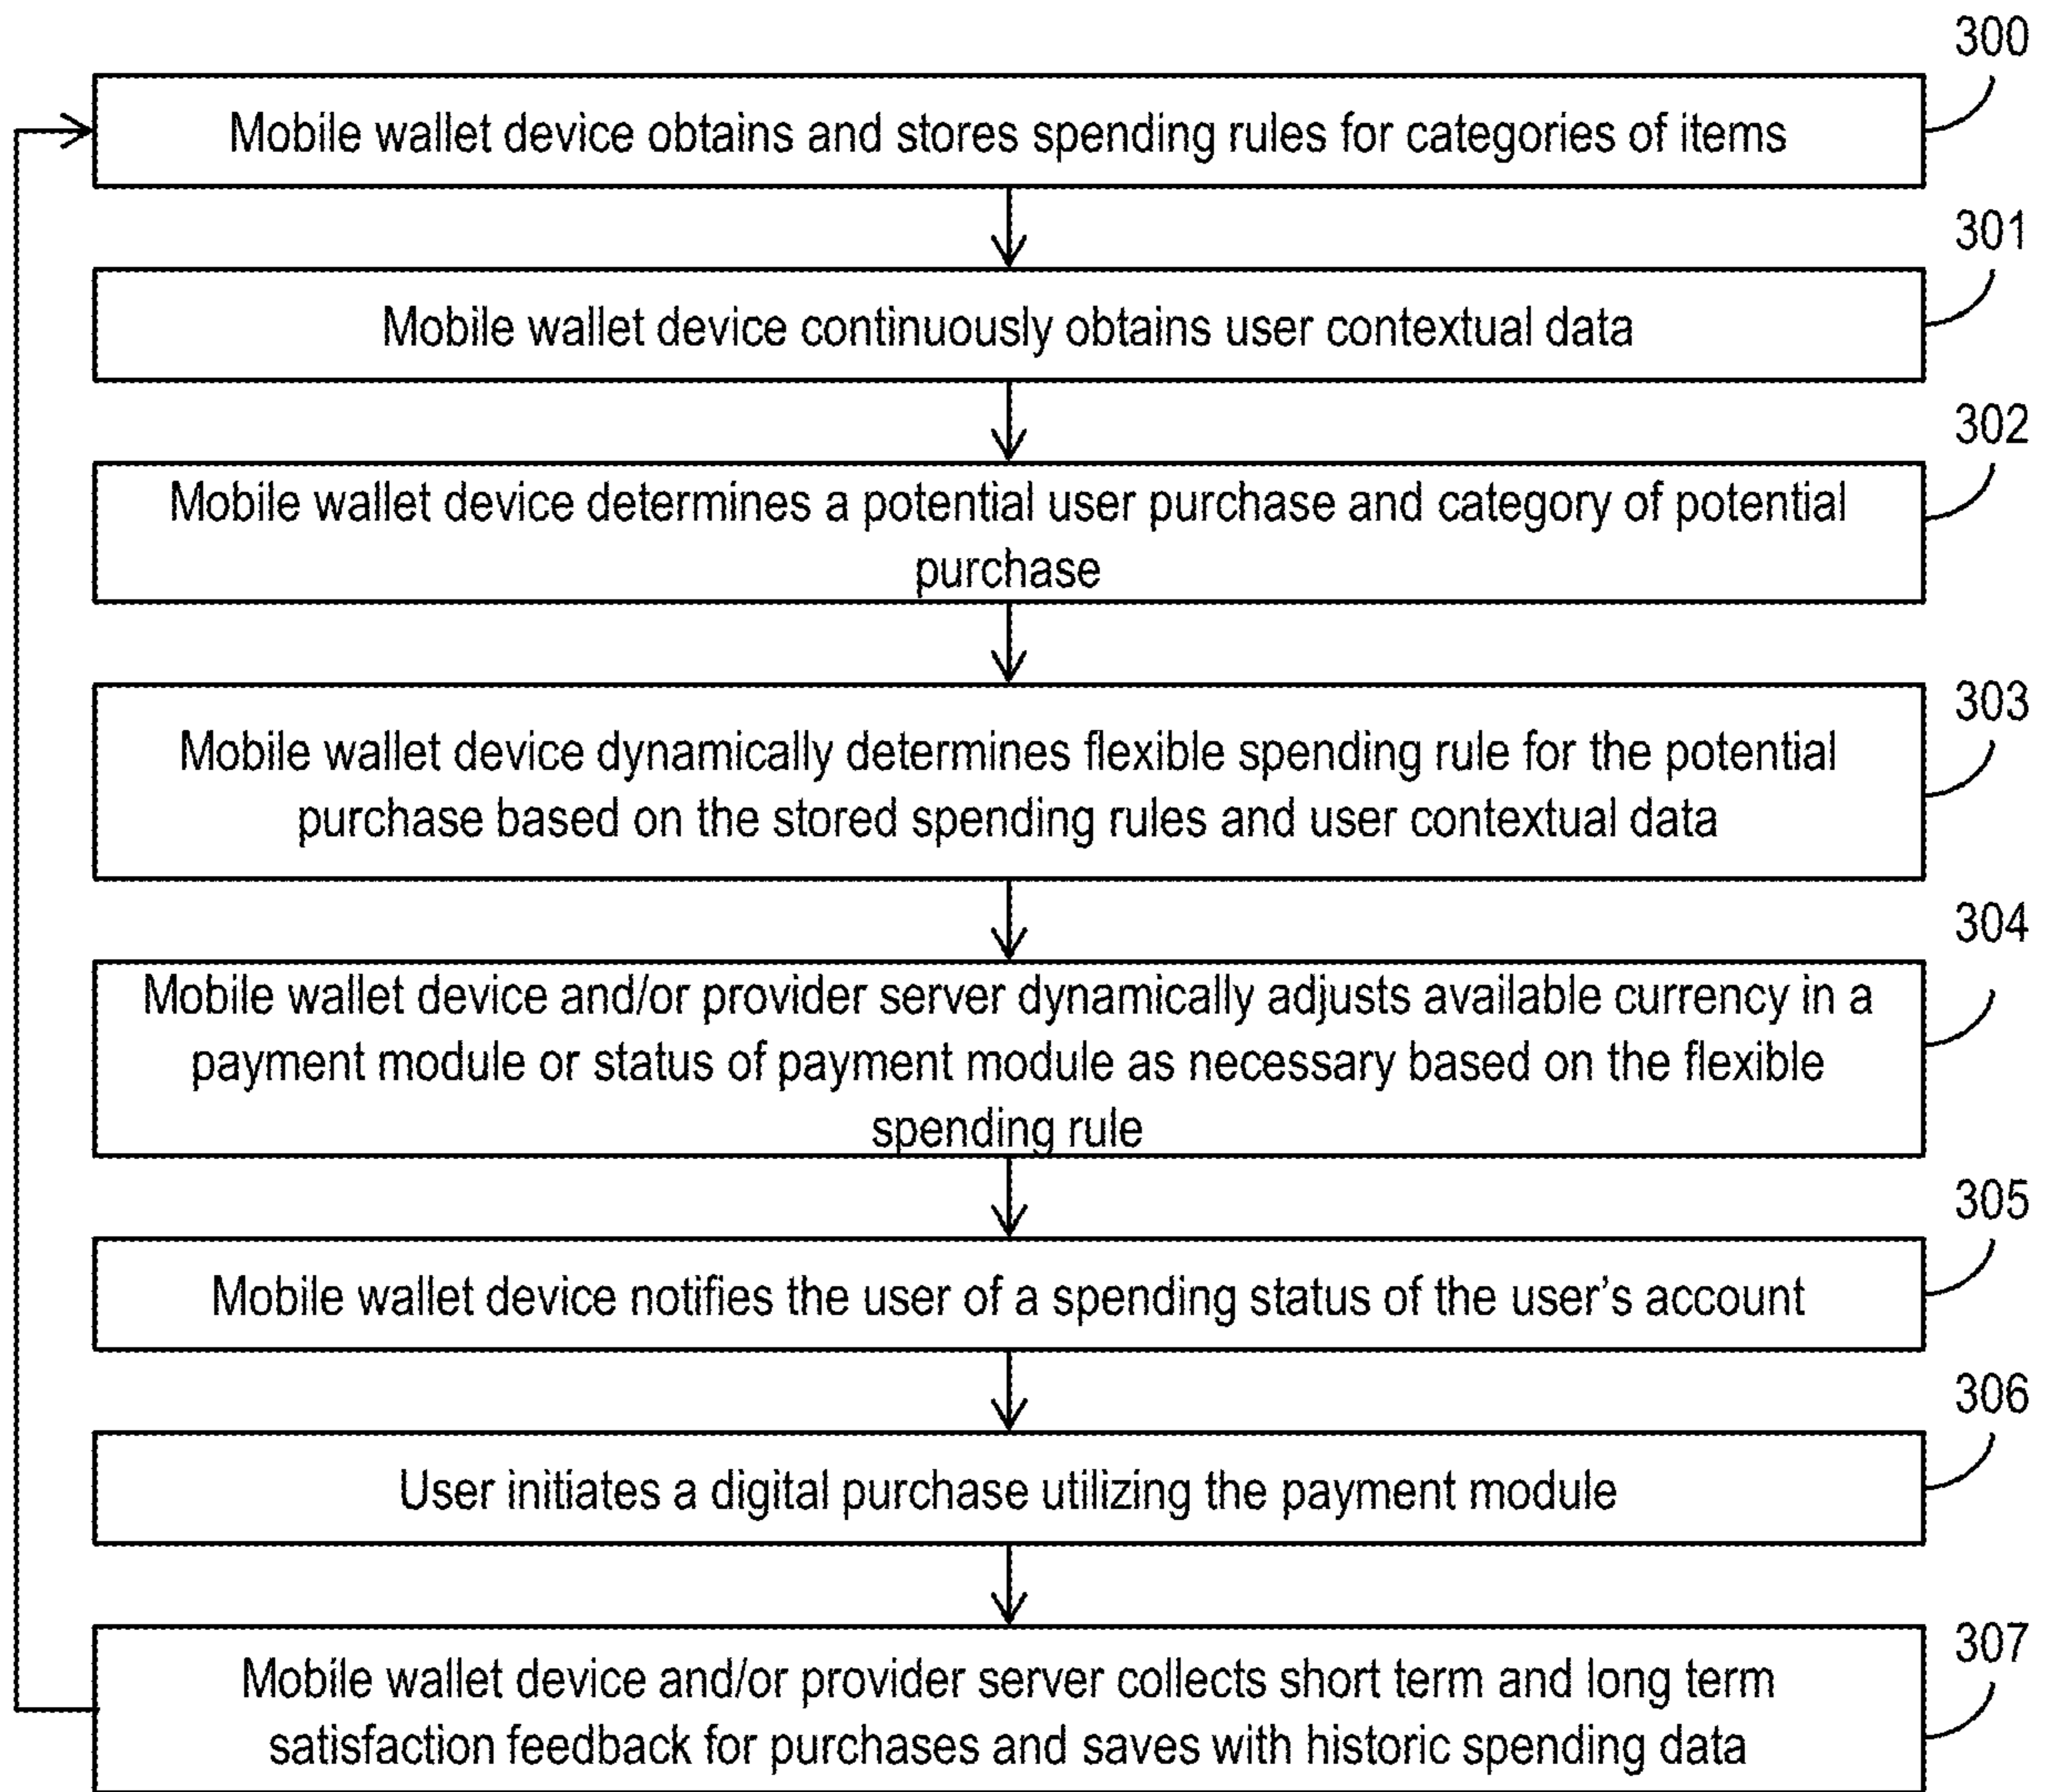 300
Mobile wallet device obtains and stores spending rules for categories of items
301
Mobile wallet device continuously obtains user contextual data
302
Mobile wallet device determines a potential user purchase and category of potential
purchase
303
Mobile wallet device dynamically determines flexible spending rule for the potential
purchase based on the stored spending rules and user contextual data
304
Mobile wallet device and/or provider server dynamically adjusts available currency in a
payment module or status of payment module as necessary based on the flexible
spending rule
305
Mobile wallet device notifies the user of a spending status of the user’s account
306
User initiates a digital purchase utilizing the payment module
307
Mobile wallet device and/or provider server collects short term and long term
satisfaction feedback for purchases and saves with historic spending data